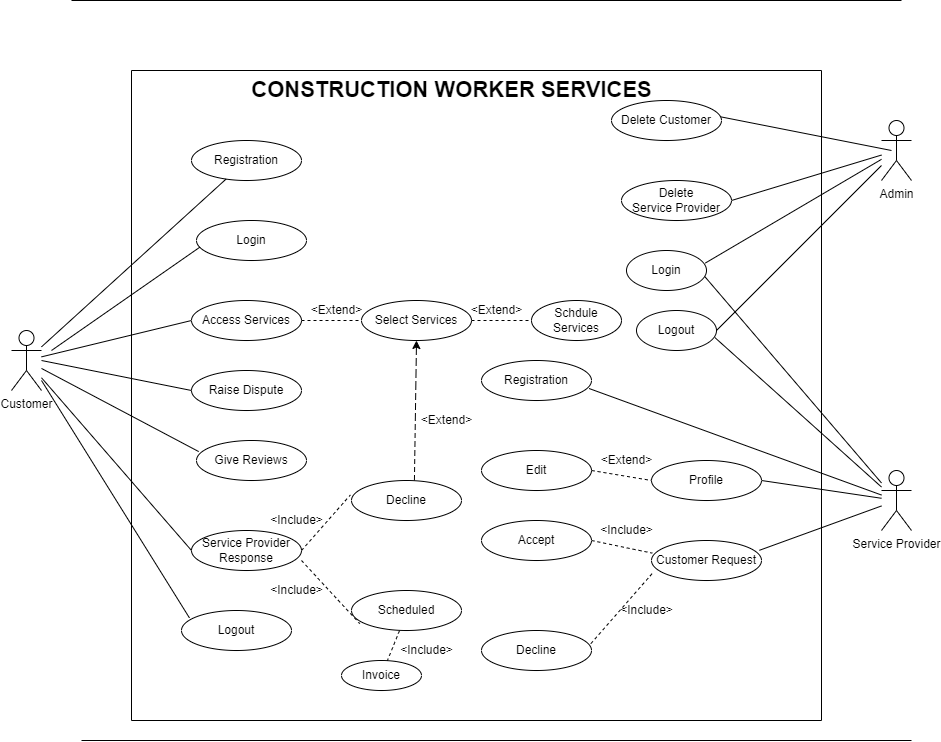 CONSTRUCTION WORKER SERVICES
Delete Customer
Registration
Admin
Delete
Service Provider
Login
Login
<Extend>
<Extend>
Access Services
Select Services
Schdule
Services
Logout
Registration
Raise Dispute
Customer
<Extend>
Give Reviews
<Extend>
Edit
Profile
Decline
<Include>
<Include>
Service Provider
Response
Accept
Customer Request
Service Provider
<Include>
Scheduled
<Include>
Logout
<Include>
Decline
Invoice